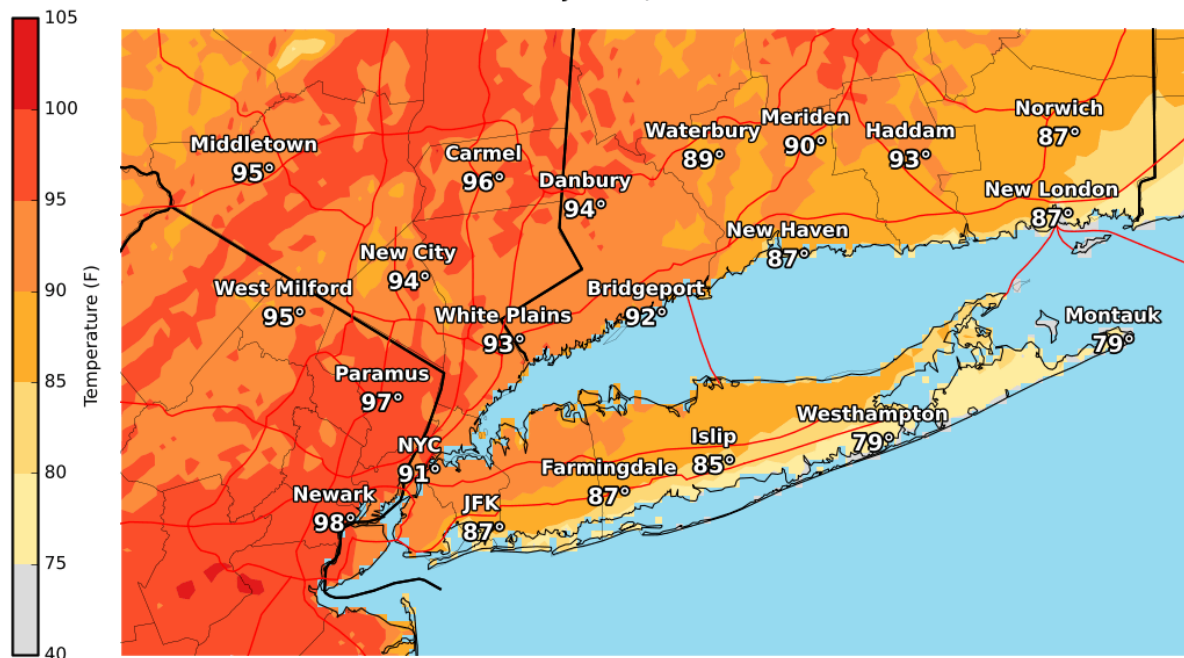 105
100
95
90
85
80
75
40
Temperature (F)
Middletown
95°
Carmel
96°
Danbury
94°
Waterbury
89°
Meriden
90°
Haddam
93°
Norwich
87°
New London
87°
New Haven
87°
New City
94°
West Milford
95°
White Plains
93°
Bridgeport
92°
Montauk
79°
Paramus
97°
NYC
91°
Westhampton
79°
Islip
85°
Farmingdale
87°
Newark
98°
JFK
87°